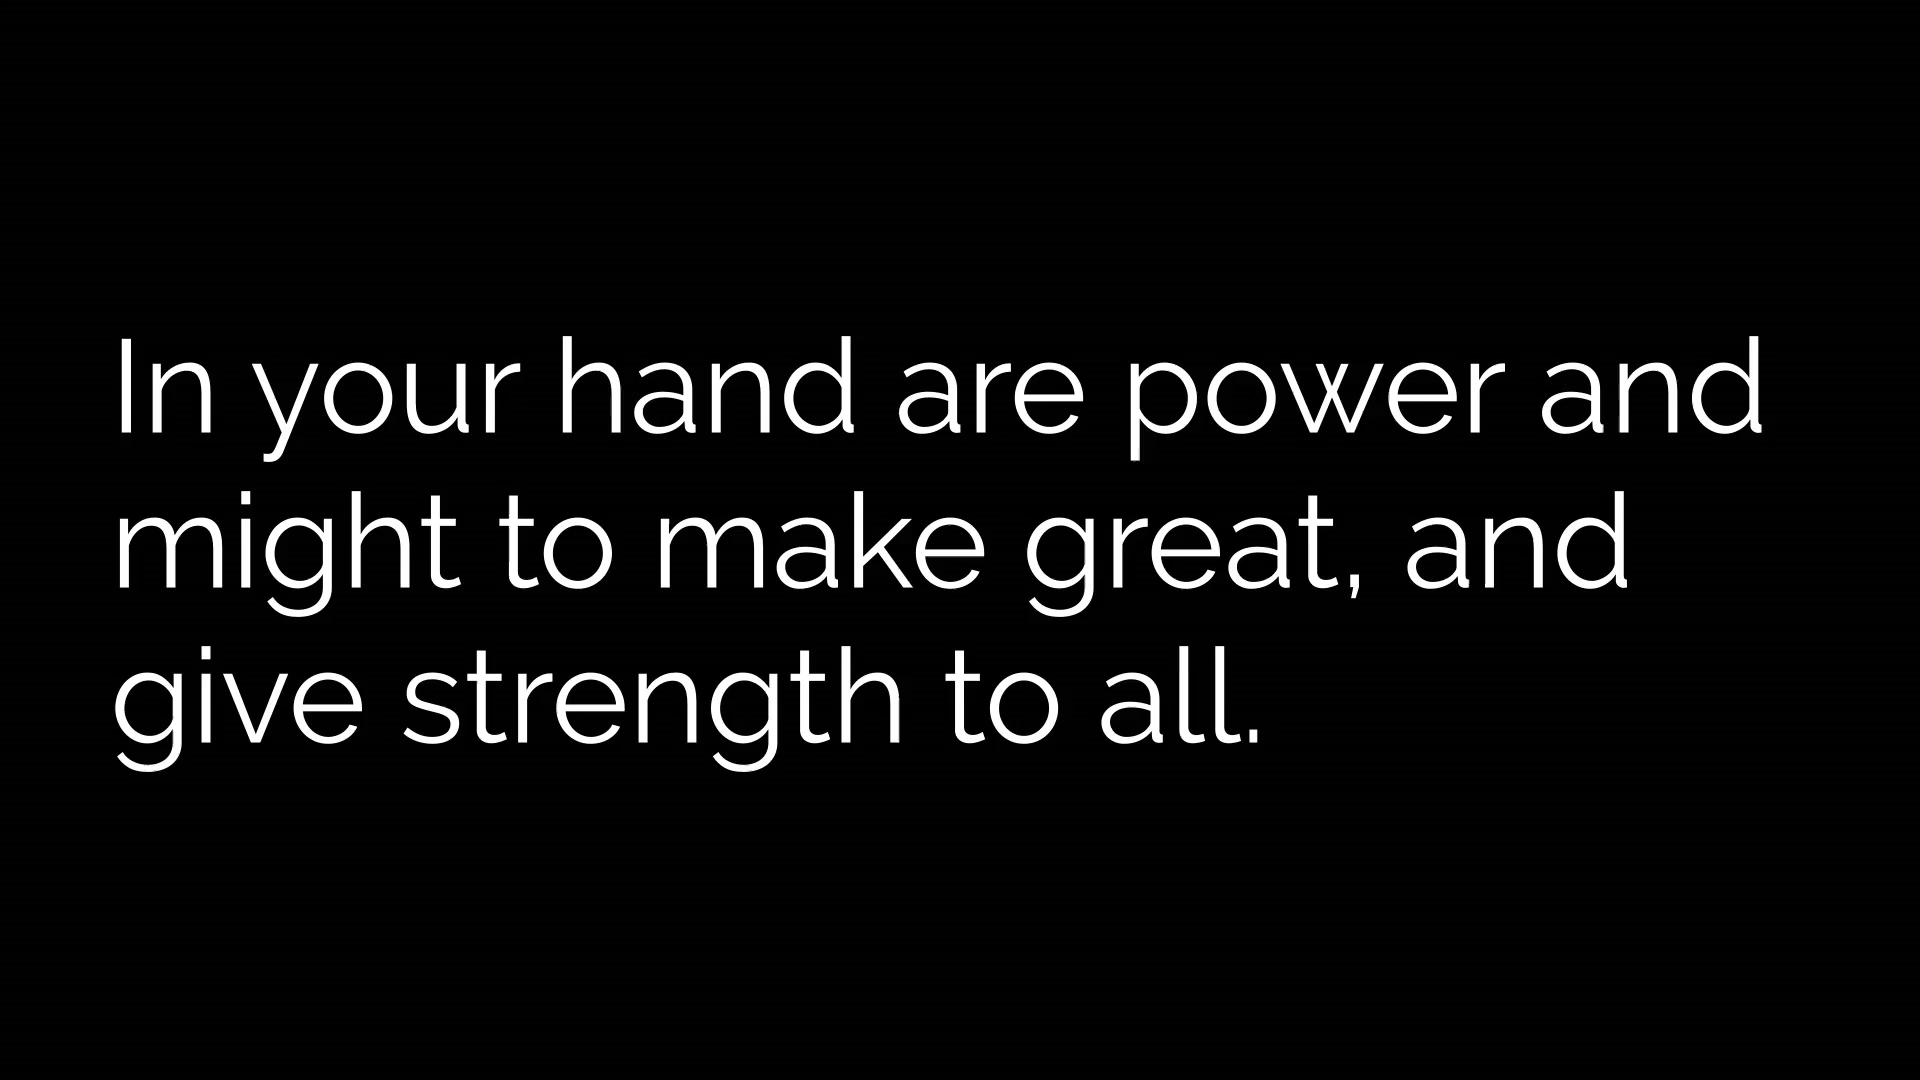 In your hand are power and
might to make great, and
give strength to all.